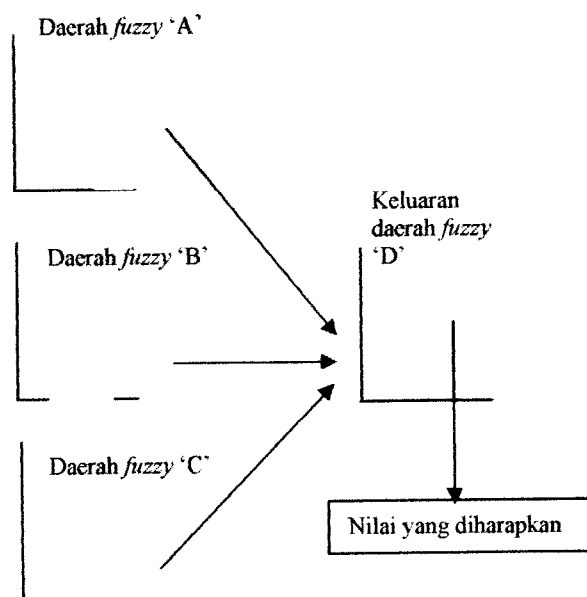 Daerah fuzzy ‘A’
Keluaran
daerah fuzzy
‘D’
Daerah fuzzy ‘B’
Daerah fuzzy ‘C’
Nilai yang diharapkan